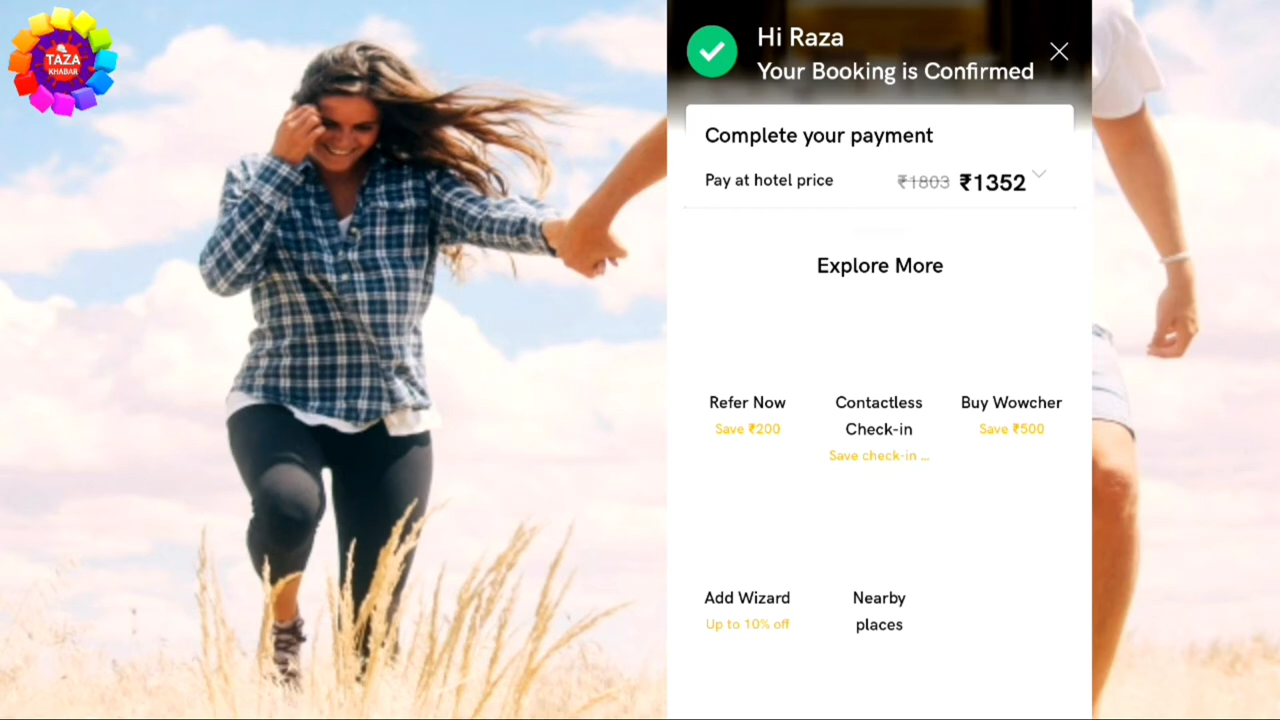 TAZA
KHABAR
Hi Raza
Your Booking is Confirmed
Complete your payment
Pay at hotel price ₹1803 ₹1352
Explore More
Refer Now
Save ₹200
Contactless
Check-in
Save check-in ...
Buy Wowcher
Save ₹500
Add Wizard
Up to 10% off
Nearby
places